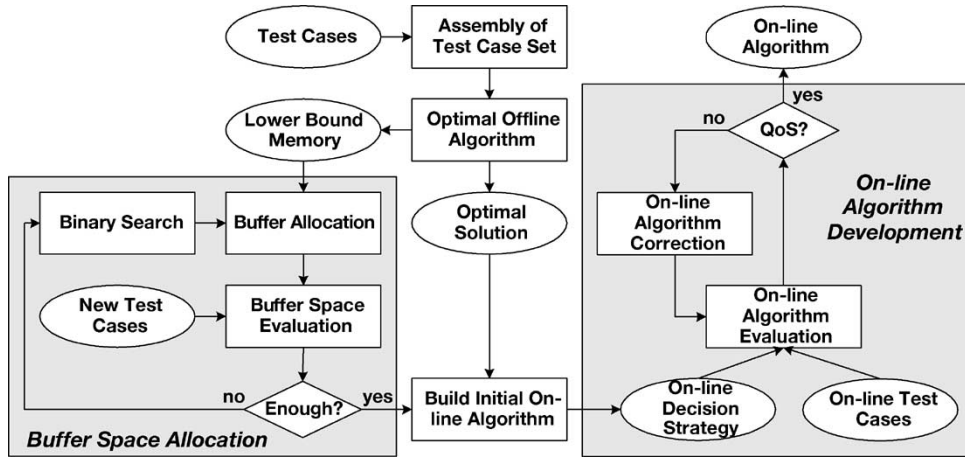 Test Cases
Assembly of
Test Case Set
On-line
Algorithm
yes
no
QoS?
Lower Bound
Memory
Optimal Offline
Algorithm
On-line
Algorithm
Development
Binary Search
Buffer Allocation
Optimal
Solution
On-line
Algorithm
Correction
New Test
Cases
Buffer Space
Evaluation
On-line
Algorithm
Evaluation
no
Enough?
yes
Build Initial On-
line Algorithm
On-line
Decision
Strategy
On-line Test
Cases
Buffer Space Allocation